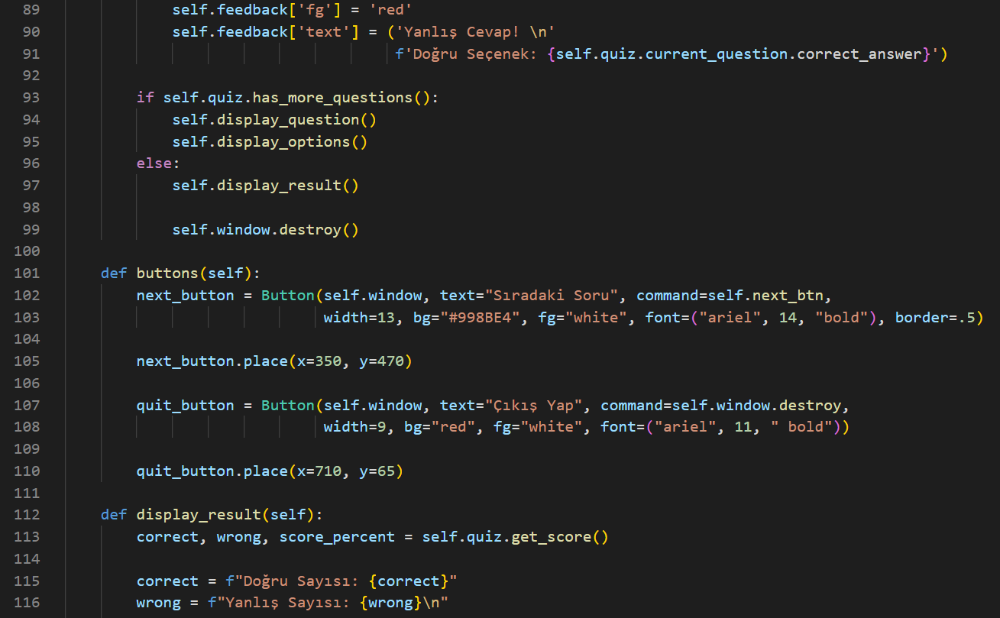 89 self.feedback['fg'] = 'red'
90 self.feedback['text'] = ('Yanlış Cevap! \n'
91 f'Doğru Seçenek: {self.quiz.current_question.correct_answer}')
92
93 if self.quiz.has_more_questions():
94 self.display_question()
95 self.display_options()
96 else:
97 self.display_result()
98
99 self.window.destroy()
100
101 def buttons(self):
102 next_button = Button(self.window, text="Sıradaki Soru", command=self.next_btn,
103 width=13, bg="#998BE4", fg="white", font=("ariel", 14, "bold"), border=.5)
104
105 next_button.place(x=350, y=470)
106
107 quit_button = Button(self.window, text="Çıkış Yap", command=self.window.destroy,
108 width=9, bg="red", fg="white", font=("ariel", 11, " bold"))
109
110 quit_button.place(x=710, y=65)
111
112 def display_result(self):
113 correct, wrong, score_percent = self.quiz.get_score()
114
115 correct = f"Doğru Sayısı: {correct}"
116 wrong = f"Yanlış Sayısı: {wrong}\n"